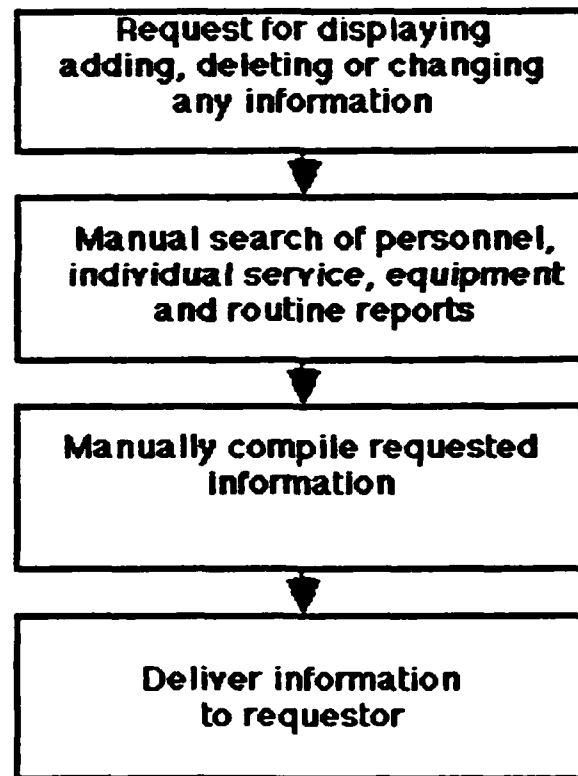 Request for displaying
adding, deleting or changing
any information
Manual search of personnel,
individual service, equipment
and routine reports
Manually compile requested
information
Deliver information
to requestor